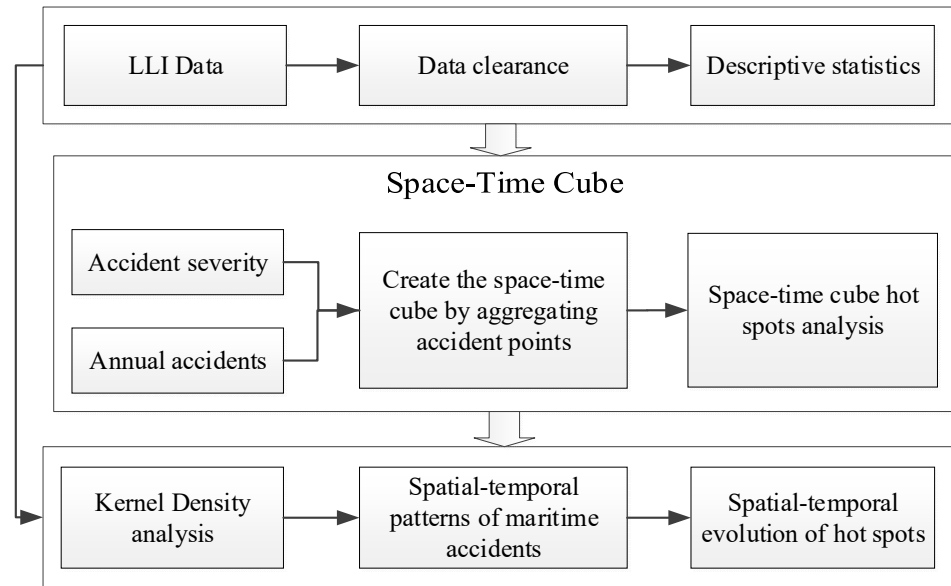 LLI Data
Data clearance
Descriptive statistics
Space-Time Cube
Accident severity
Annual accidents
Create the space-time
cube by aggregating
accident points
Space-time cube hot
spots analysis
Kernel Density
analysis
Spatial-temporal
patterns of maritime
accidents
Spatial-temporal
evolution of hot spots